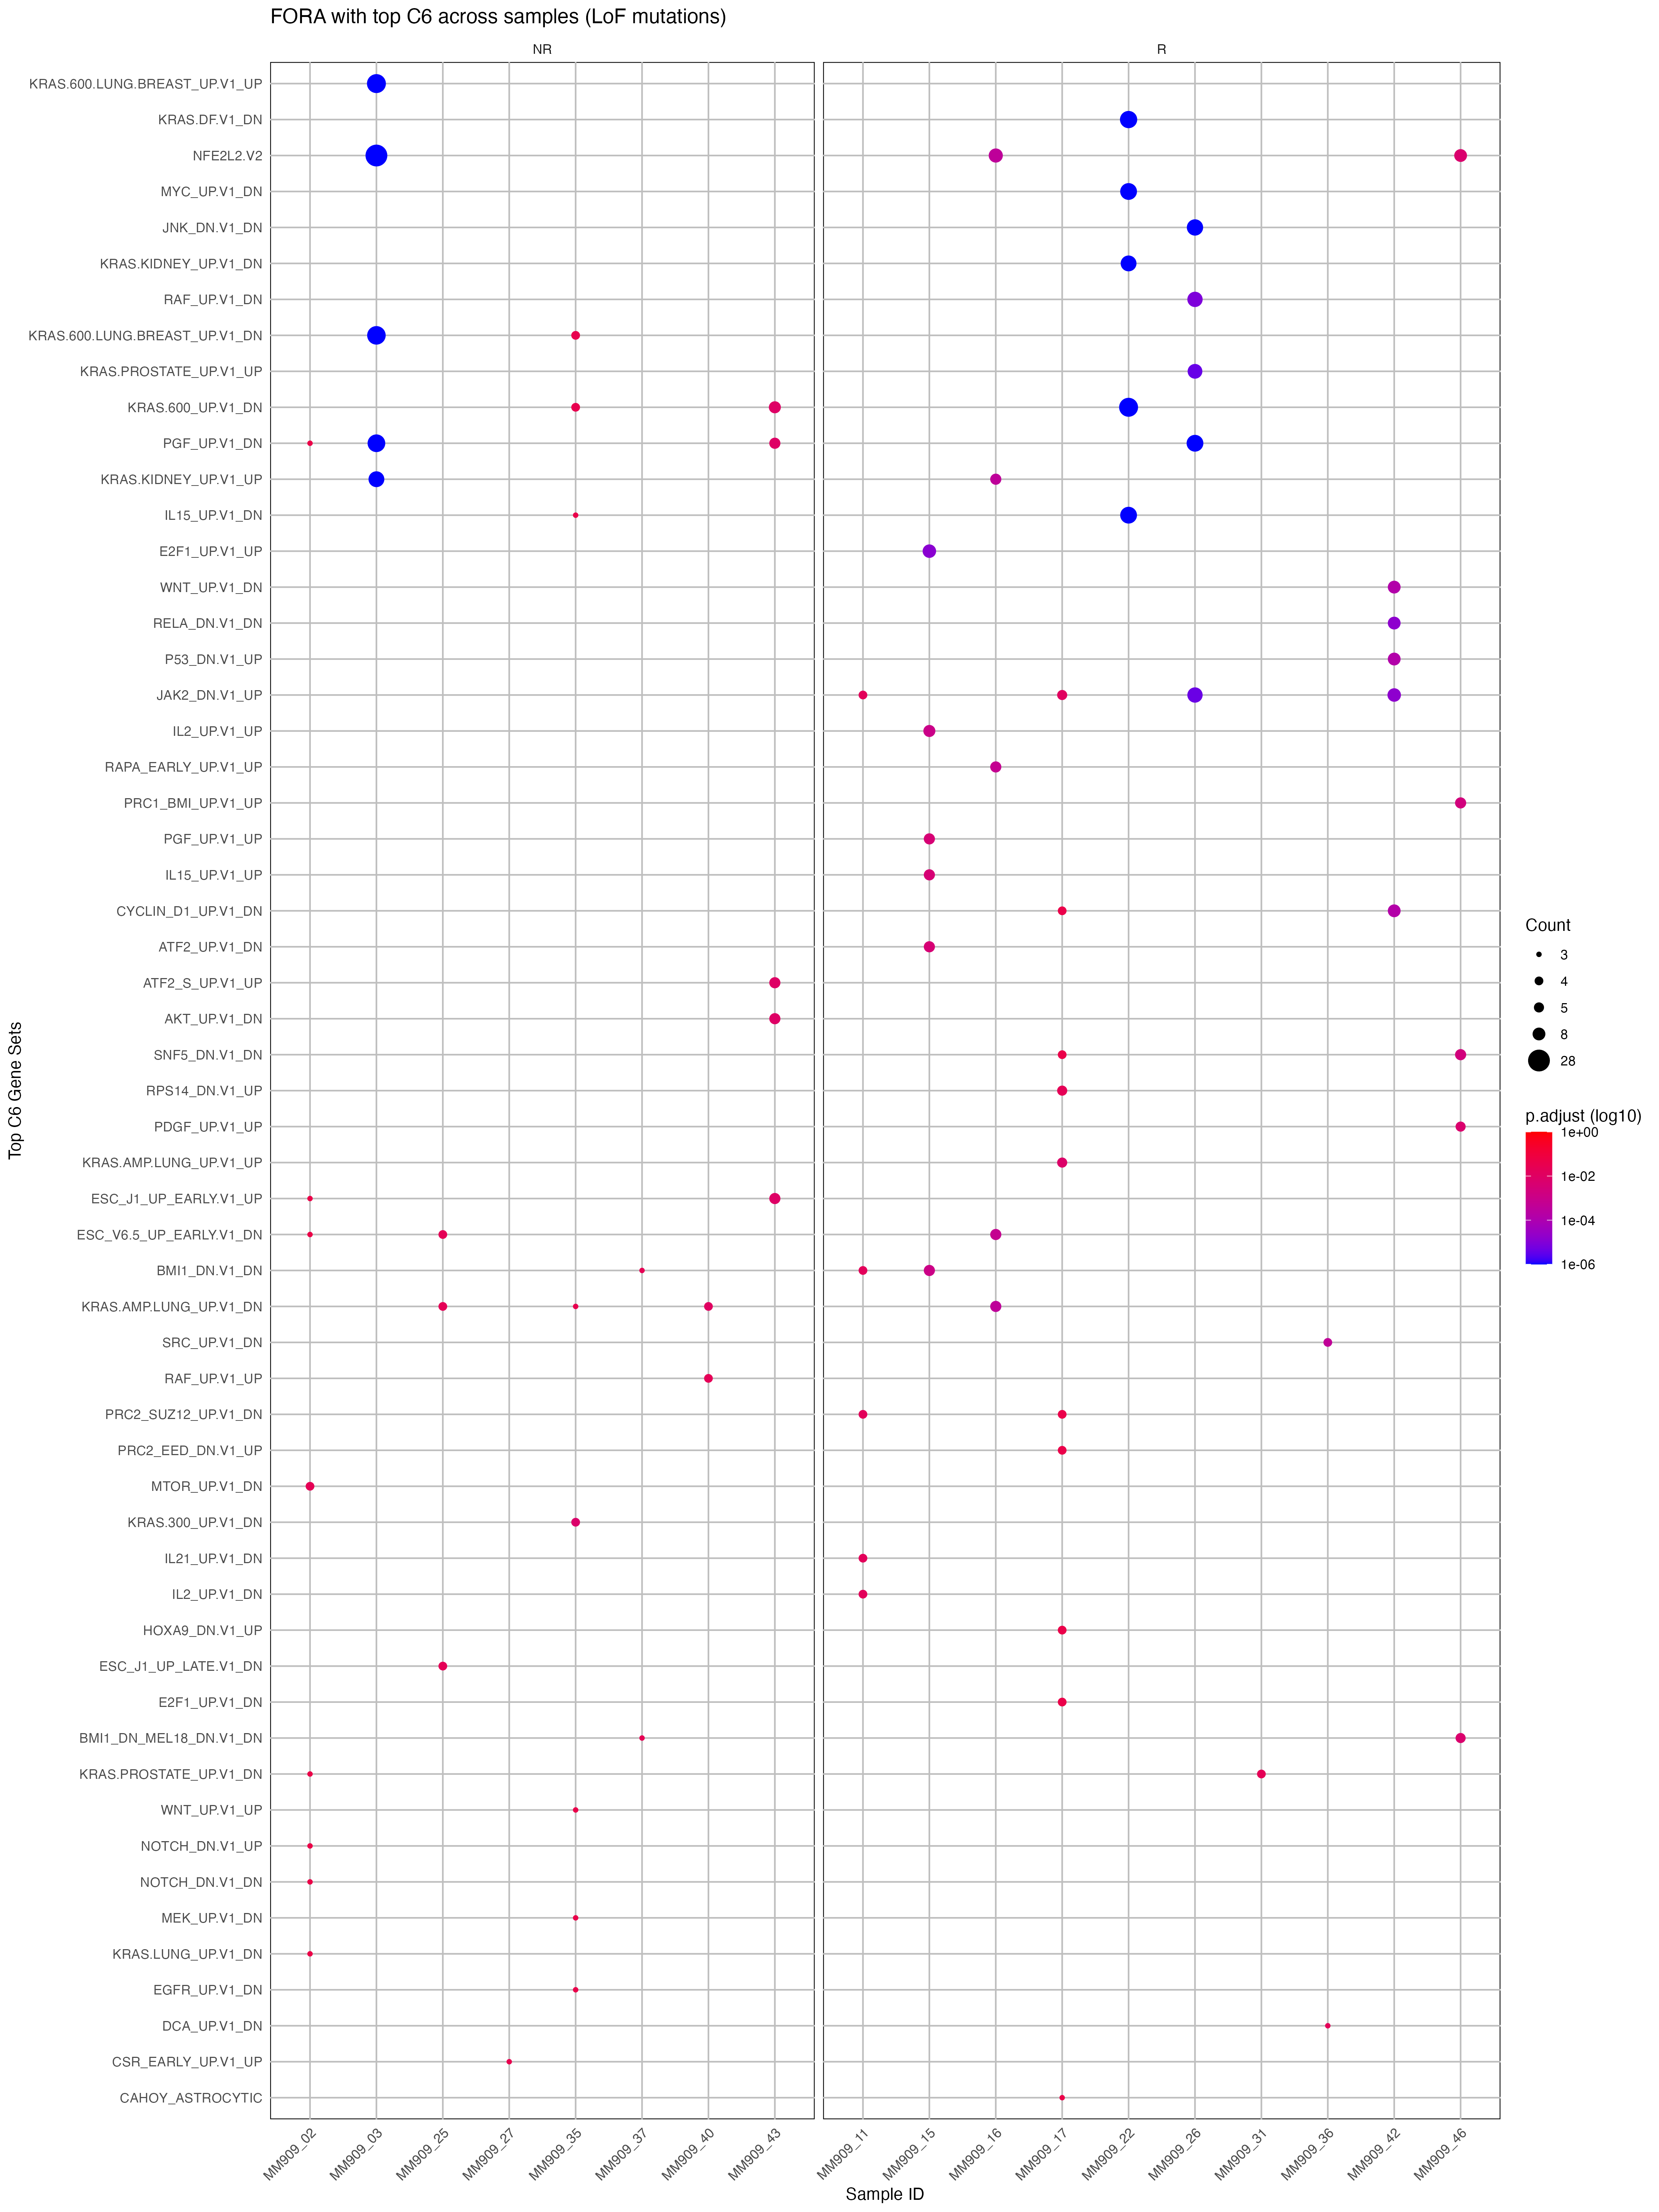 FORA with top C6 across samples (LoF mutations)
NR
R
KRAS.600.LUNG.BREAST_UP.V1_UP
KRAS.DF.V1_DN
NFE2L2.V2
MYC_UP.V1_DN
JNK_DN.V1_DN
KRAS.KIDNEY_UP.V1_DN
RAF_UP.V1_DN
KRAS.600.LUNG.BREAST_UP.V1_DN
KRAS.PROSTATE_UP.V1_UP
KRAS.600_UP.V1_DN
PGF_UP.V1_DN
KRAS.KIDNEY_UP.V1_UP
IL15_UP.V1_DN
E2F1_UP.V1_UP
WNT_UP.V1_DN
RELA_DN.V1_DN
P53_DN.V1_UP
JAK2_DN.V1_UP
IL2_UP.V1_UP
RAPA_EARLY_UP.V1_UP
PRC1_BMI_UP.V1_UP
PGF_UP.V1_UP
IL15_UP.V1_UP
CYCLIN_D1_UP.V1_DN
ATF2_UP.V1_DN
ATF2_S_UP.V1_UP
AKT_UP.V1_DN
SNF5_DN.V1_DN
RPS14_DN.V1_UP
PDGF_UP.V1_UP
KRAS.AMP.LUNG_UP.V1_UP
ESC_J1_UP_EARLY.V1_UP
ESC_V6.5_UP_EARLY.V1_DN
BMI1_DN.V1_DN
KRAS.AMP.LUNG_UP.V1_DN
SRC_UP.V1_DN
RAF_UP.V1_UP
PRC2_SUZ12_UP.V1_DN
PRC2_EED_DN.V1_UP
MTOR_UP.V1_DN
KRAS.300_UP.V1_DN
IL21_UP.V1_DN
IL2_UP.V1_DN
HOXA9_DN.V1_UP
ESC_J1_UP_LATE.V1_DN
E2F1_UP.V1_DN
BMI1_DN_MEL18_DN.V1_DN
KRAS.PROSTATE_UP.V1_DN
WNT_UP.V1_UP
NOTCH_DN.V1_UP
NOTCH_DN.V1_DN
MEK_UP.V1_DN
KRAS.LUNG_UP.V1_DN
EGFR_UP.V1_DN
DCA_UP.V1_DN
CSR_EARLY_UP.V1_UP
CAHOY_ASTROCYTIC
Top C6 Gene Sets
MM909_02
MM909_03
MM909_25
MM909_27
MM909_35
MM909_37
MM909_40
MM909_43
MM909_11
MM909_15
MM909_16
MM909_17
MM909_22
MM909_26
MM909_31
MM909_36
MM909_42
MM909_46
Sample ID
Count
3
4
5
8
28
p.adjust (log10)
1e+00
1e-02
1e-04
1e-06